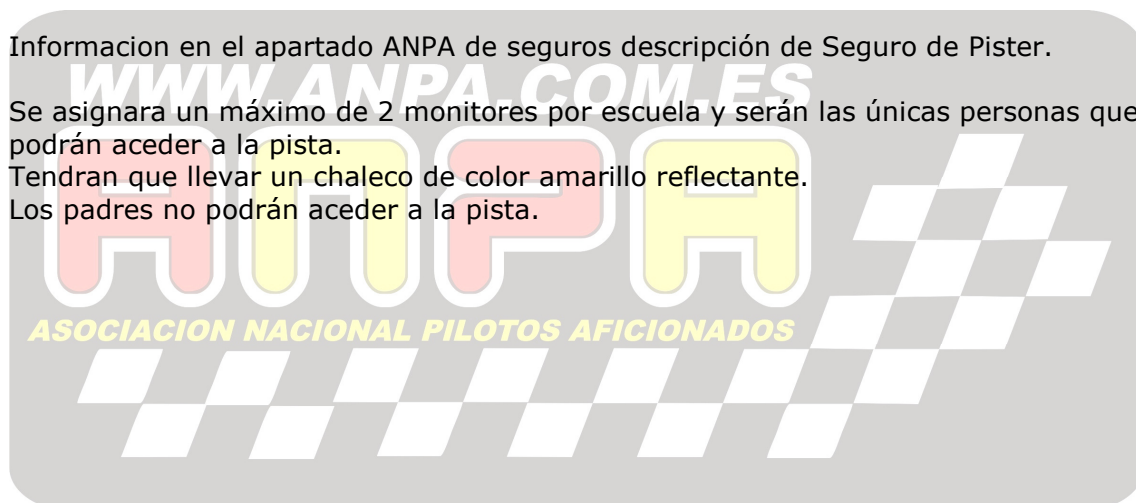 Informacion en el apartado ANPA de seguros descripción de Seguro de Pister.
WWW.ANPA.COM.ES
Se asignara un máximo de 2 monitores por escuela y serán las únicas personas que
podrán aceder a la pista.
Tendran que llevar un chaleco de color amarillo reflectante.
Los padres no podrán aceder a la pista.
ANPA
ASOCIACION NACIONAL PILOTOS AFICIONADOS